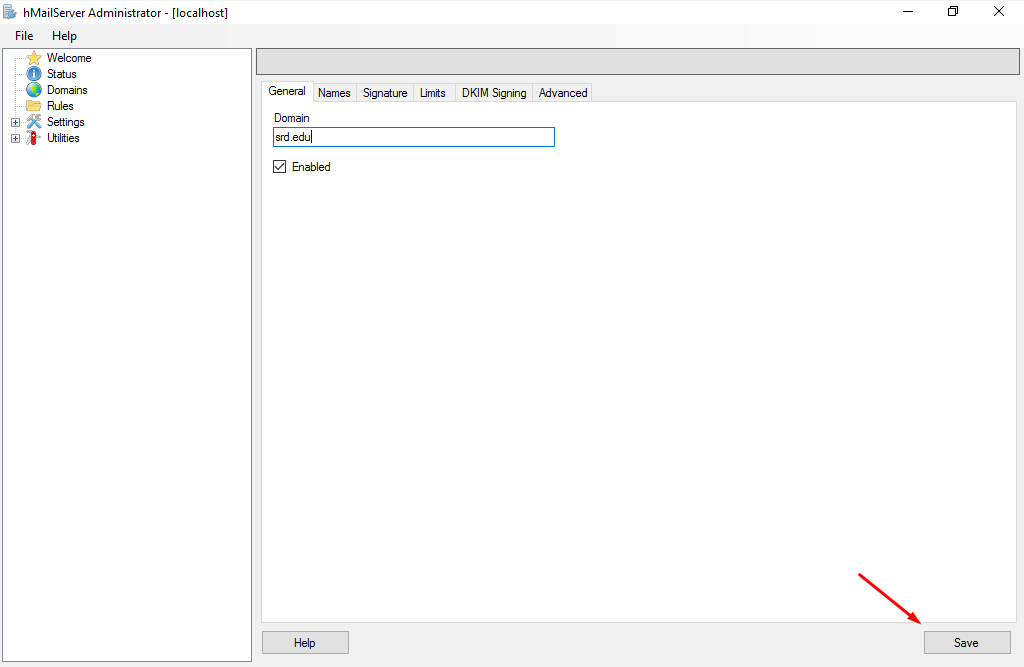 hMailServer Administrator - [localhost]
File Help
Welcome
Status
Domains
Rules
Settings
Utilities
General Names Signature Limits DKIM Signing Advanced
Domain
srd.edu
Enabled
Help Save